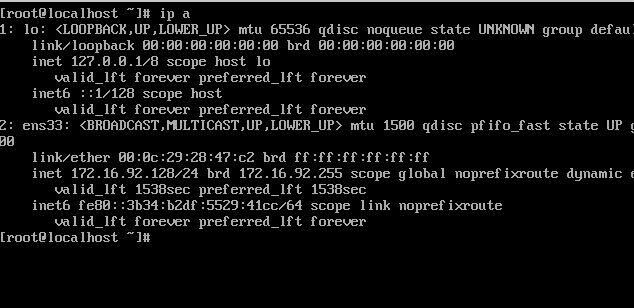 [root@localhost ~]# ip a
1: lo: <LOOPBACK,UP,LOWER_UP> mtu 65536 qdisc noqueue state UNKNOWN group defau
link/loopback 00:00:00:00:00:00 brd 00:00:00:00:00:00
inet 127.0.0.1/8 scope host lo
valid_lft forever preferred_lft forever
inet6 ::1/128 scope host
valid_lft forever preferred_lft forever
2: ens33: <BROADCAST,MULTICAST,UP,LOWER_UP> mtu 1500 qdisc pfifo_fast state UP g
00
link/ether 00:0c:29:28:47:c2 brd ff:ff:ff:ff:ff:ff
inet 172.16.92.128/24 brd 172.16.92.255 scope global noprefixroute dynamic e
valid_lft 1538sec preferred_lft 1538sec
inet6 fe80::3b34:b2df:5529:41cc/64 scope link noprefixroute
valid_lft forever preferred_lft forever
[root@localhost ~]#